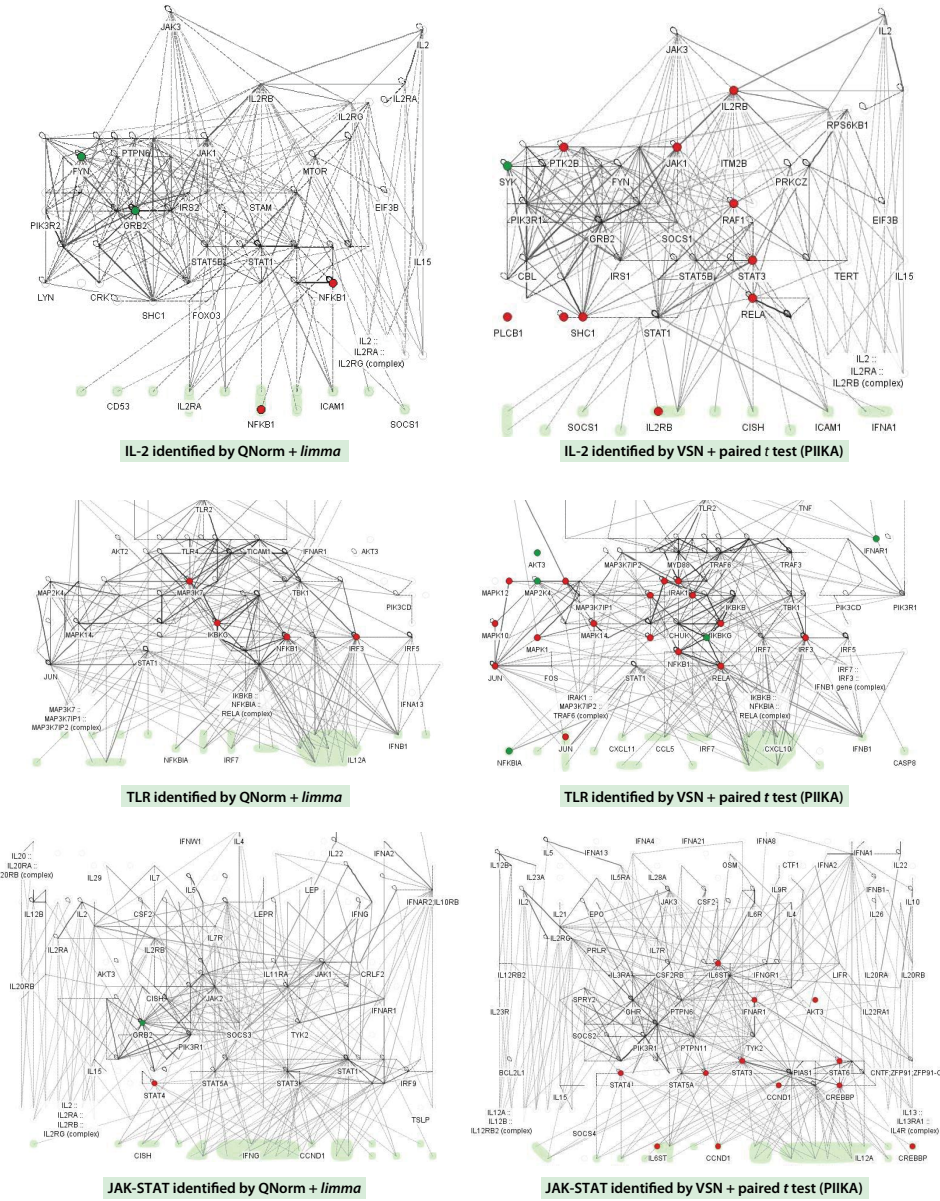 JAK3
IL2
IL2RB
IL2RA
IL2RG
PTPN6
JAK1
FYN
MTOR
IRS2
STAM
EIF3B
PIK3R2
GRB2
STAT5B
STAT1
IL15
LYN
CRK
NFKB1
SHC1
FOXO3
IL2 ::
IL2RA ::
IL2RG (complex)
CD53
IL2RA
ICAM1
NFKB1
SOCS1
IL-2 identified by QNorm + limma
IL2
JAK3
IL2RB
RPS6KB1
PTK2B
JAK1
ITM2B
SYK
FYN
PRKCZ
PIK3R1
RAF1
EIF3B
GRB2
SOCS1
CBL
IRS1
STAT5B
STAT3
TERT
IL15
RELA
PLCB1
SHC1
STAT1
IL2 ::
IL2RA ::
IL2RB (complex)
SOCS1
IL2RB
CISH
ICAM1
IFNA1
IL-2 identified by VSN + paired t test (PIIKA)
TLR2
AKT2
TLR4
TICAM1
IFNAR1
AKT3
MAP2K4
MAP3K7
TBK1
PIK3CD
MAPK14
IKBKG
NFKB1
IRF3
IRF5
JUN
STAT1
MAP3K7 ::
MAP3K7IP1 ::
MAP3K7IP2 (complex)
IKBKB ::
NFKBIA ::
RELA (complex)
IFNA13
NFKBIA
IRF7
IL12A
IFNB1
TLR identified by QNorm + limma
TLR2
TNF
AKT3
MAP3K7IP2
MYD88
TRAF6
TRAF3
IFNAR1
MAPK12
MAP2K4
MAP3K7IP1
IRAK1
IKBKB
TBK1
PIK3CD
PIK3R1
MAPK10
MAPK1
MAPK14
CHUK
IKBKG
IRF7
IRF3
IRF5
JUN
FOS
STAT1
NFKB1
RELA
IRAK1 ::
MAP3K7IP2 ::
TRAF6 (complex)
IKBKB ::
NFKBIA ::
RELA (complex)
IRF7 ::
IRF3 ::
IFNB1 gene (complex)
NFKBIA
JUN
CXCL11
CCL5
IRF7
CXCL10
IFNB1
CASP8
TLR identified by VSN + paired t test (PIIKA)
IFNW1
IL4
IL20 ::
IL20RA ::
20RB (complex)
IL22
IFNA2
IL29
IL7
IL5
LEP
IFNAR2
IL10RB
IL12B
IL2
CSF2
LEPR
IFNG
IL2RA
IL2RB
IL7R
AKT3
IL11RA
JAK1
CRLF2
IL20RB
CISH
JAK2
IFNAR1
GRB2
PIK3R1
SOCS3
TYK2
IL15
STAT4
STAT5A
STAT3
STAT1
IRF9
IL2 ::
IL2RA ::
IL2RB ::
IL2RG (complex)
TSLP
CISH
IFNG
CCND1
JAK-STAT identified by QNorm + limma
IFNA4
IFNA21
IFNA8
IL12B
IL5
IFNA13
OSM
CTF1
IFNA2
IFNA1
IL22
IL23A
IL5RA
IL28A
IL9R
IFNB1
IL2
IL21
EPO
JAK3
CSF2
IL6R
IL4
IL26
IL10
IL2RG
PRLR
IL7R
IL12RB2
IL3RA
CSF2RB
IL6ST
IFNGR1
LIFR
IL20RA
IL20RB
IL23R
SPRY2
GHR
PTPN6
IFNAR1
AKT3
IL22RA1
SOCS2
PIK3R1
PTPN11
TYK2
BCL2L1
STAT4
STAT5A
STAT3
PIAS1
STAT6
CNTF;ZFP91;ZFP91-C
IL15
CCND1
CREBBP
IL12A ::
IL12B ::
IL12RB2 (complex)
SOCS4
IL13 ::
IL13RA1 ::
IL4R (complex)
IL6ST
CCND1
IL12A
CREBBP
JAK-STAT identified by VSN + paired t test (PIIKA)